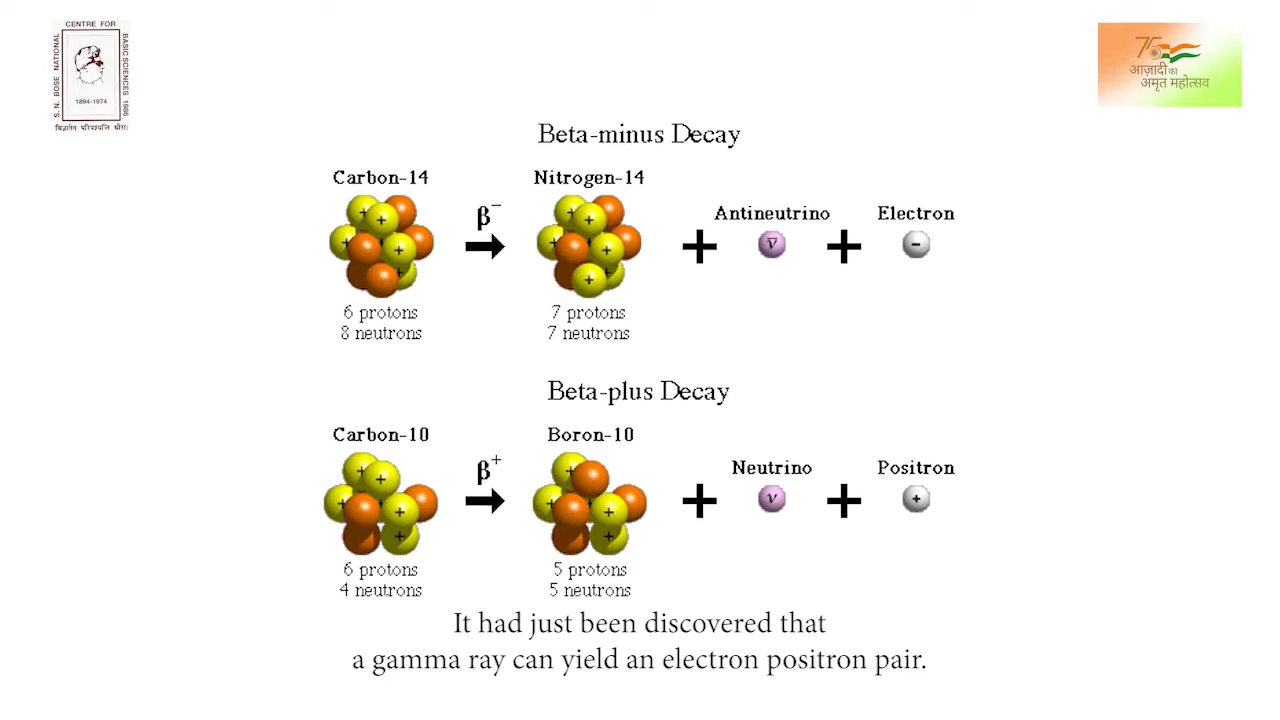 CENTRE FOR
S. N. BOSE NATIONAL
BASIC SCIENCES 1986
1894-1974
75
आज़ादी का
अमृत महोत्सव
Beta-minus Decay
Carbon-14
β−
Nitrogen-14
Antineutrino
Electron
+ ν̄ + -
6 protons
8 neutrons
7 protons
7 neutrons
Beta-plus Decay
Carbon-10
β+
Boron-10
Neutrino
Positron
+ ν + +
6 protons
4 neutrons
5 protons
5 neutrons
It had just been discovered that
a gamma ray can yield an electron positron pair.